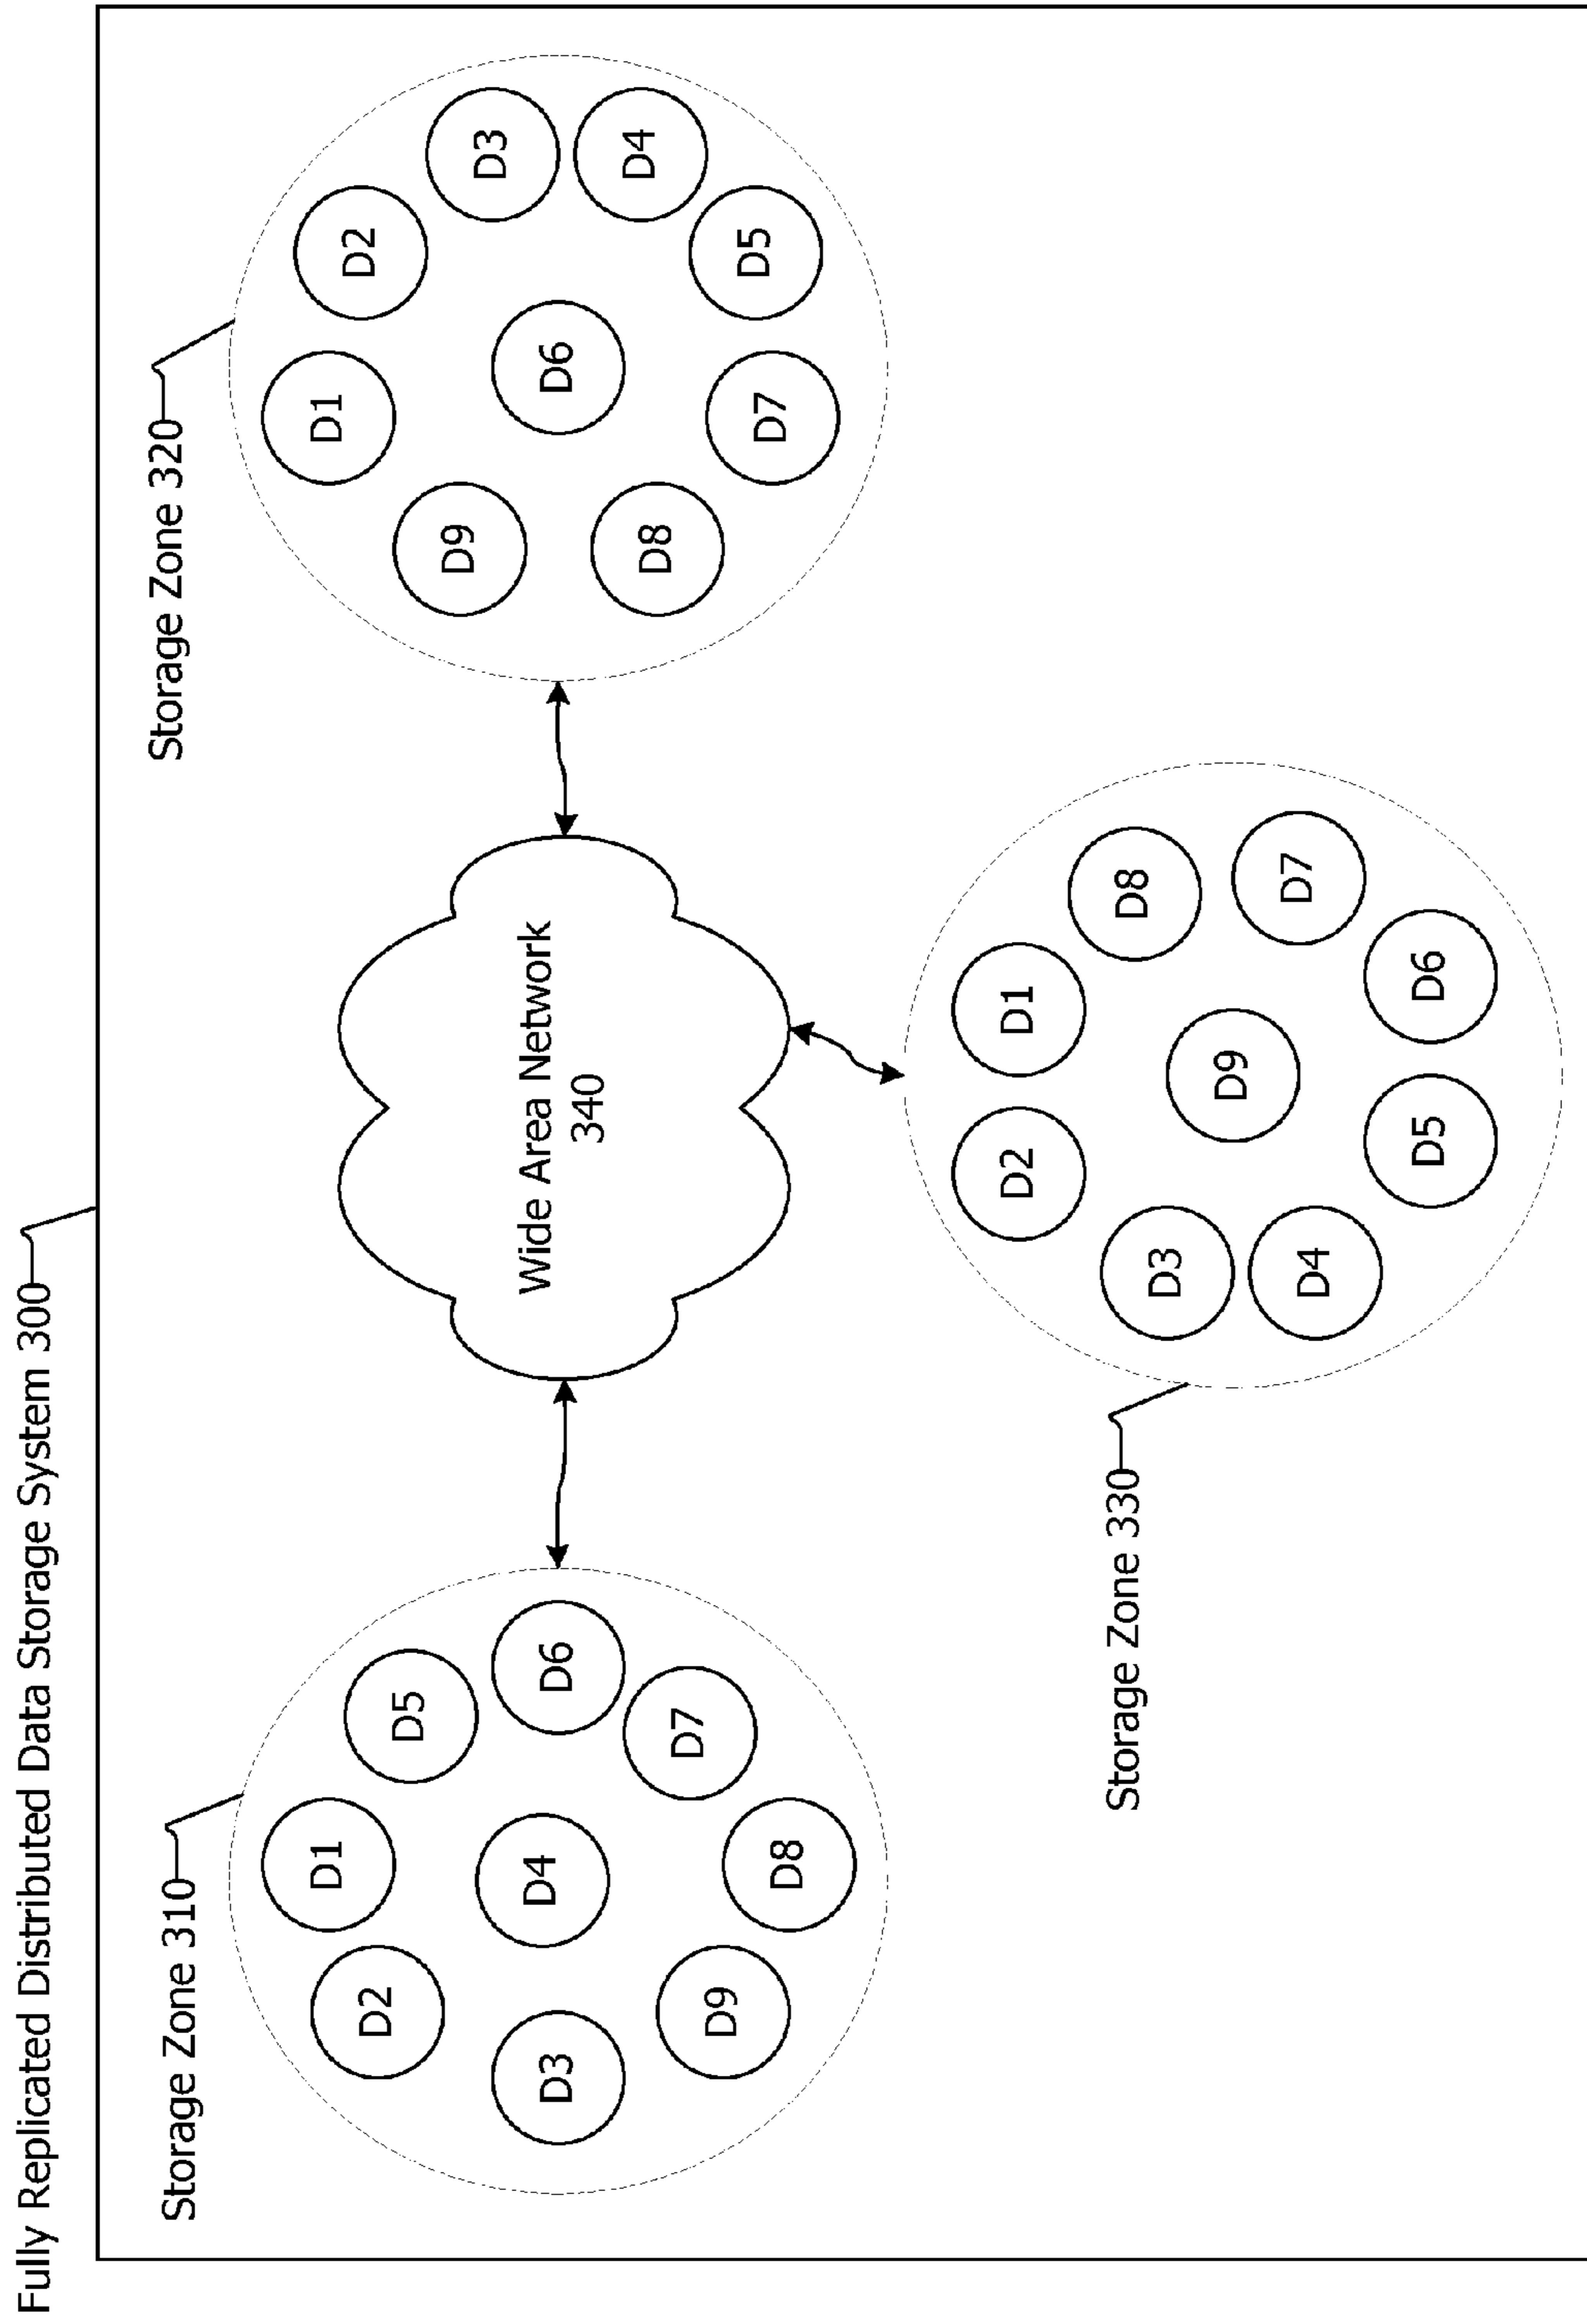 Fully Replicated Distributed Data Storage System 300
Storage Zone 310
D1
D5
D2
D6
D4
D3
D7
D9
D8
Wide Area Network
340
Storage Zone 320
D1
D2
D9
D3
D6
D4
D8
D5
D7
Storage Zone 330
D2
D1
D8
D3
D9
D7
D4
D5
D6